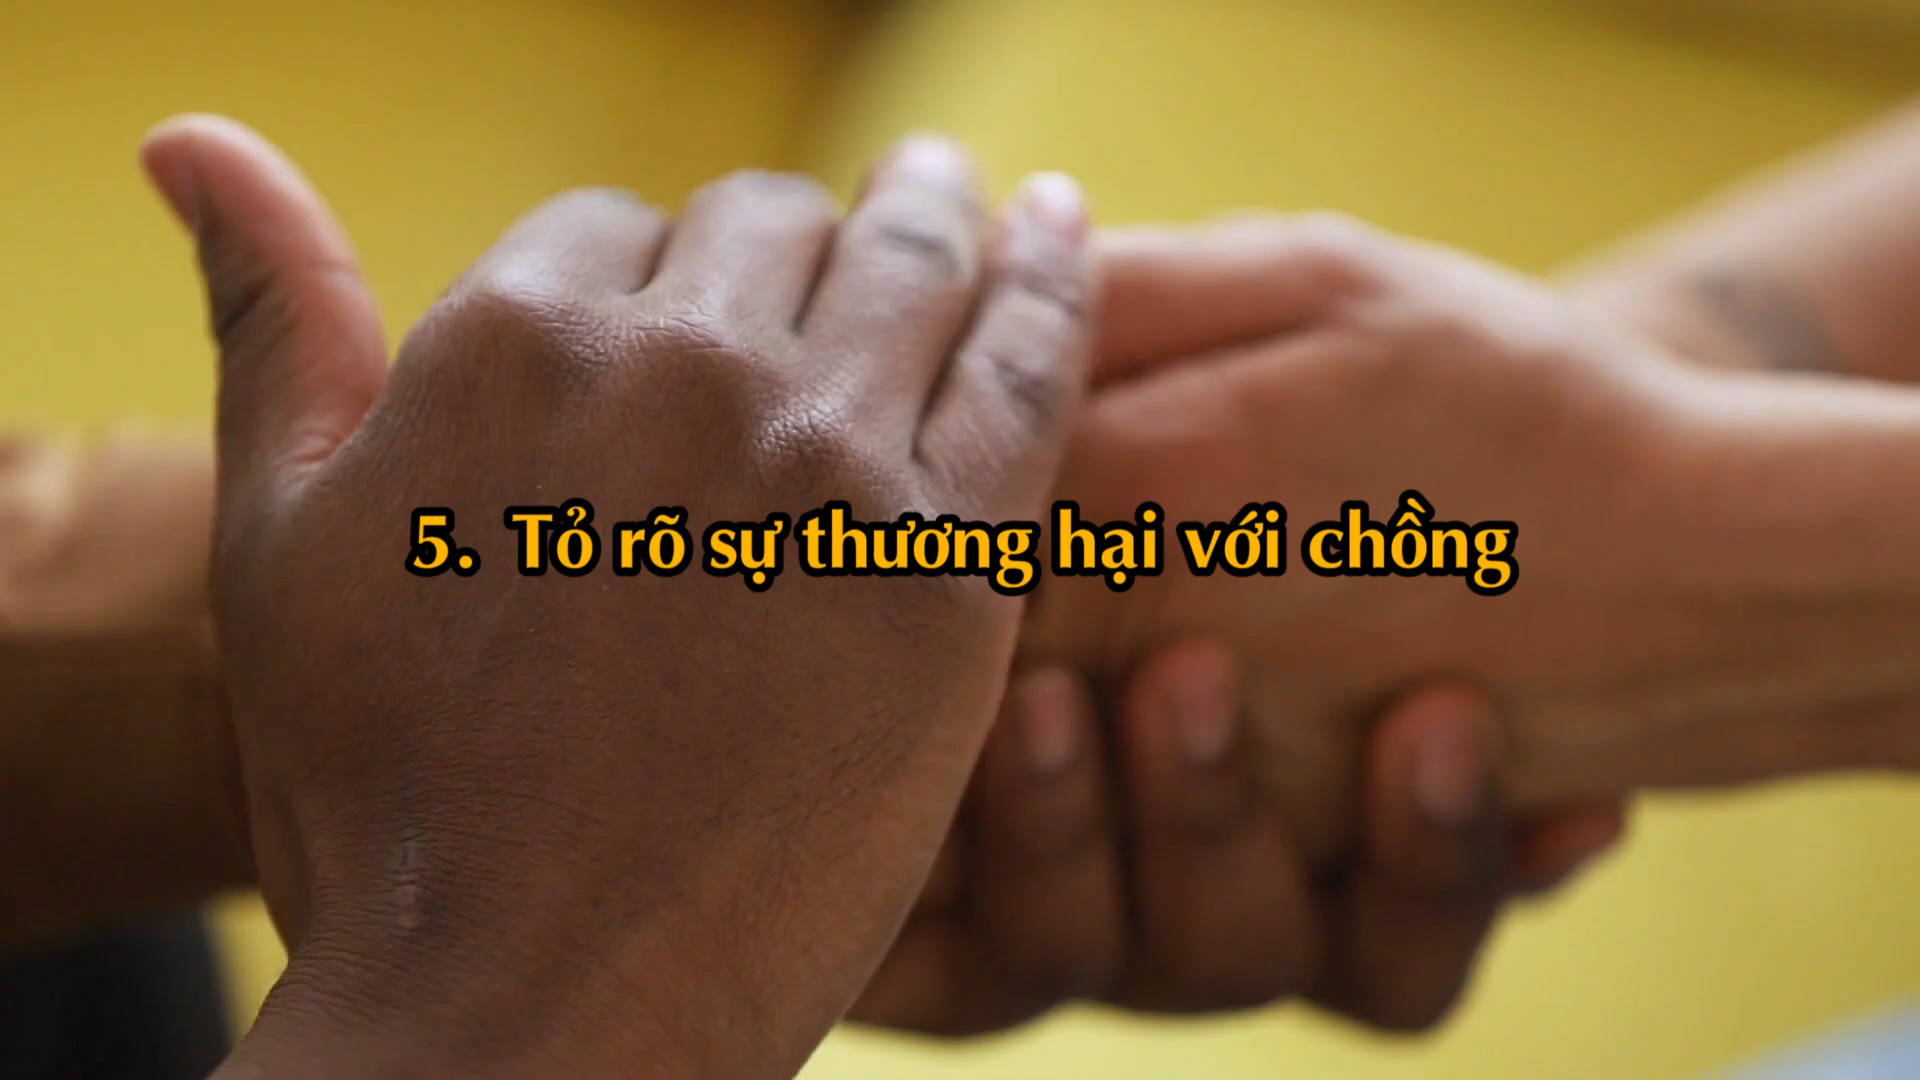 5. Tỏ rõ sự thương hại với chồng